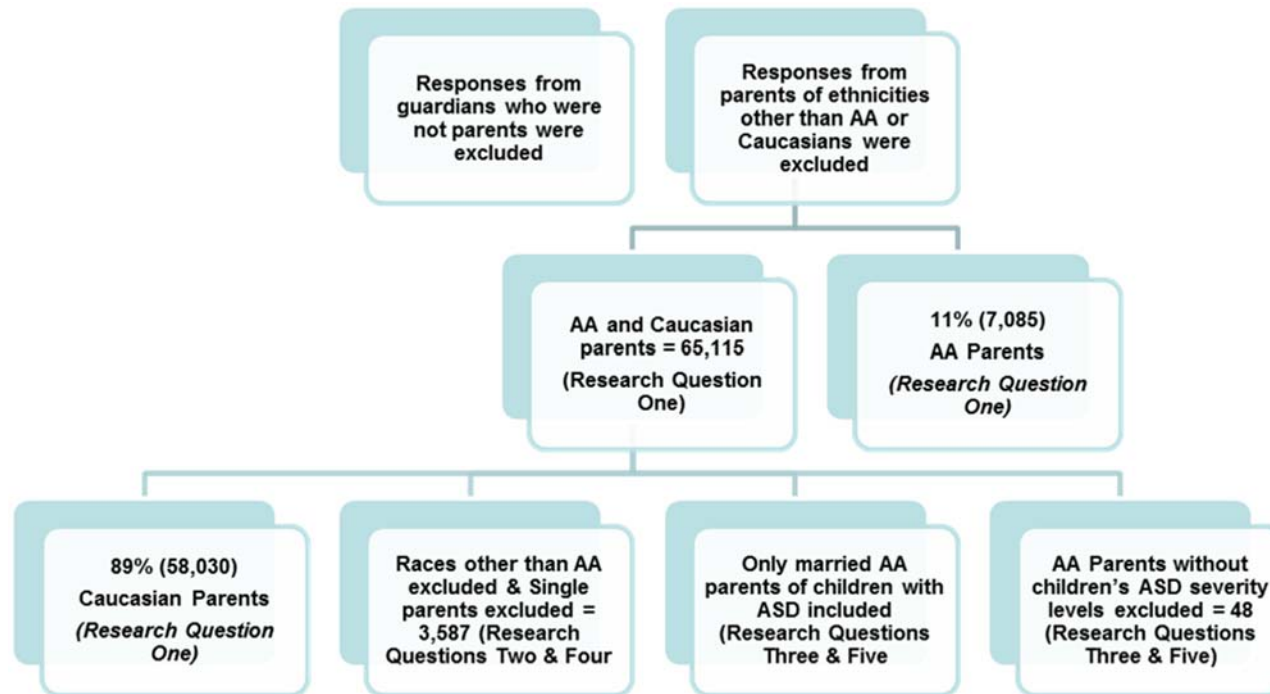 Responses from
guardians who were
not parents were
excluded
Responses from
parents of ethnicities
other than AA or
Caucasians were
excluded
AA and Caucasian
parents = 65,115
(Research Question
One)
11% (7,085)
AA Parents
(Research Question
One)
89% (58,030)
Caucasian Parents
(Research Question
One)
Races other than AA
excluded & Single
parents excluded =
3,587 (Research
Questions Two & Four
Only married AA
parents of children with
ASD included
(Research Questions
Three & Five
AA Parents without
children's ASD severity
levels excluded = 48
(Research Questions
Three & Five)